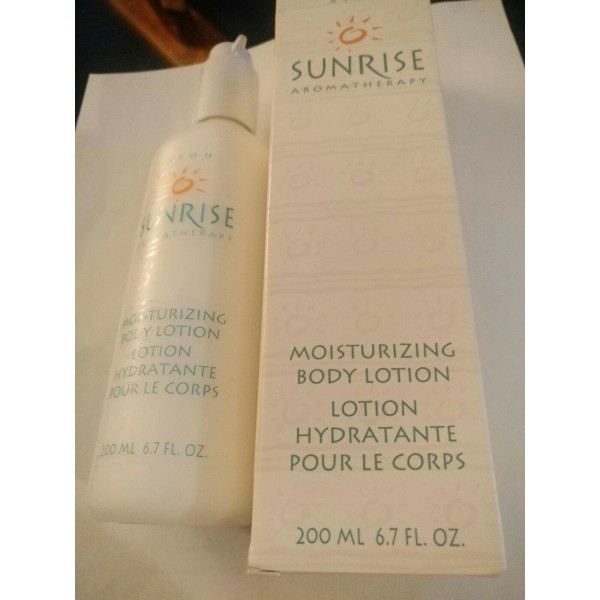 AVON
SUNRISE
AROMATHERAPY
MOISTURIZING
BODY LOTION
LOTION
HYDRATANTE
POUR LE CORPS
200 ML 6.7 FL. OZ.
SUNRISE
AROMATHERAPY
MOISTURIZING
BODY LOTION
LOTION
HYDRATANTE
POUR LE CORPS
200 ML 6.7 FL. OZ.